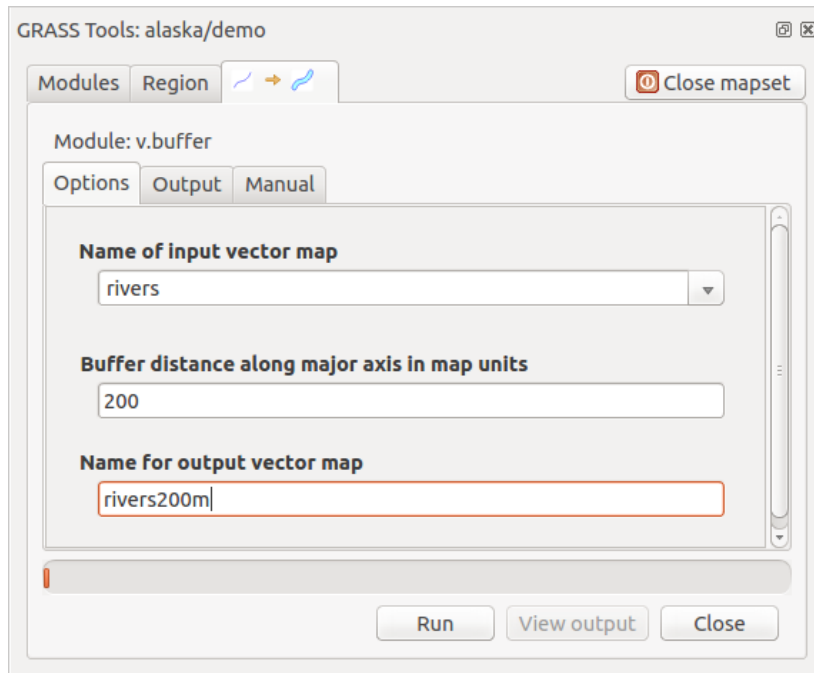 GRASS Tools: alaska/demo
Modules Region Close mapset
Module: v.buffer
Options Output Manual
Name of input vector map
rivers
Buffer distance along major axis in map units
200
Name for output vector map
rivers200m
Run View output Close